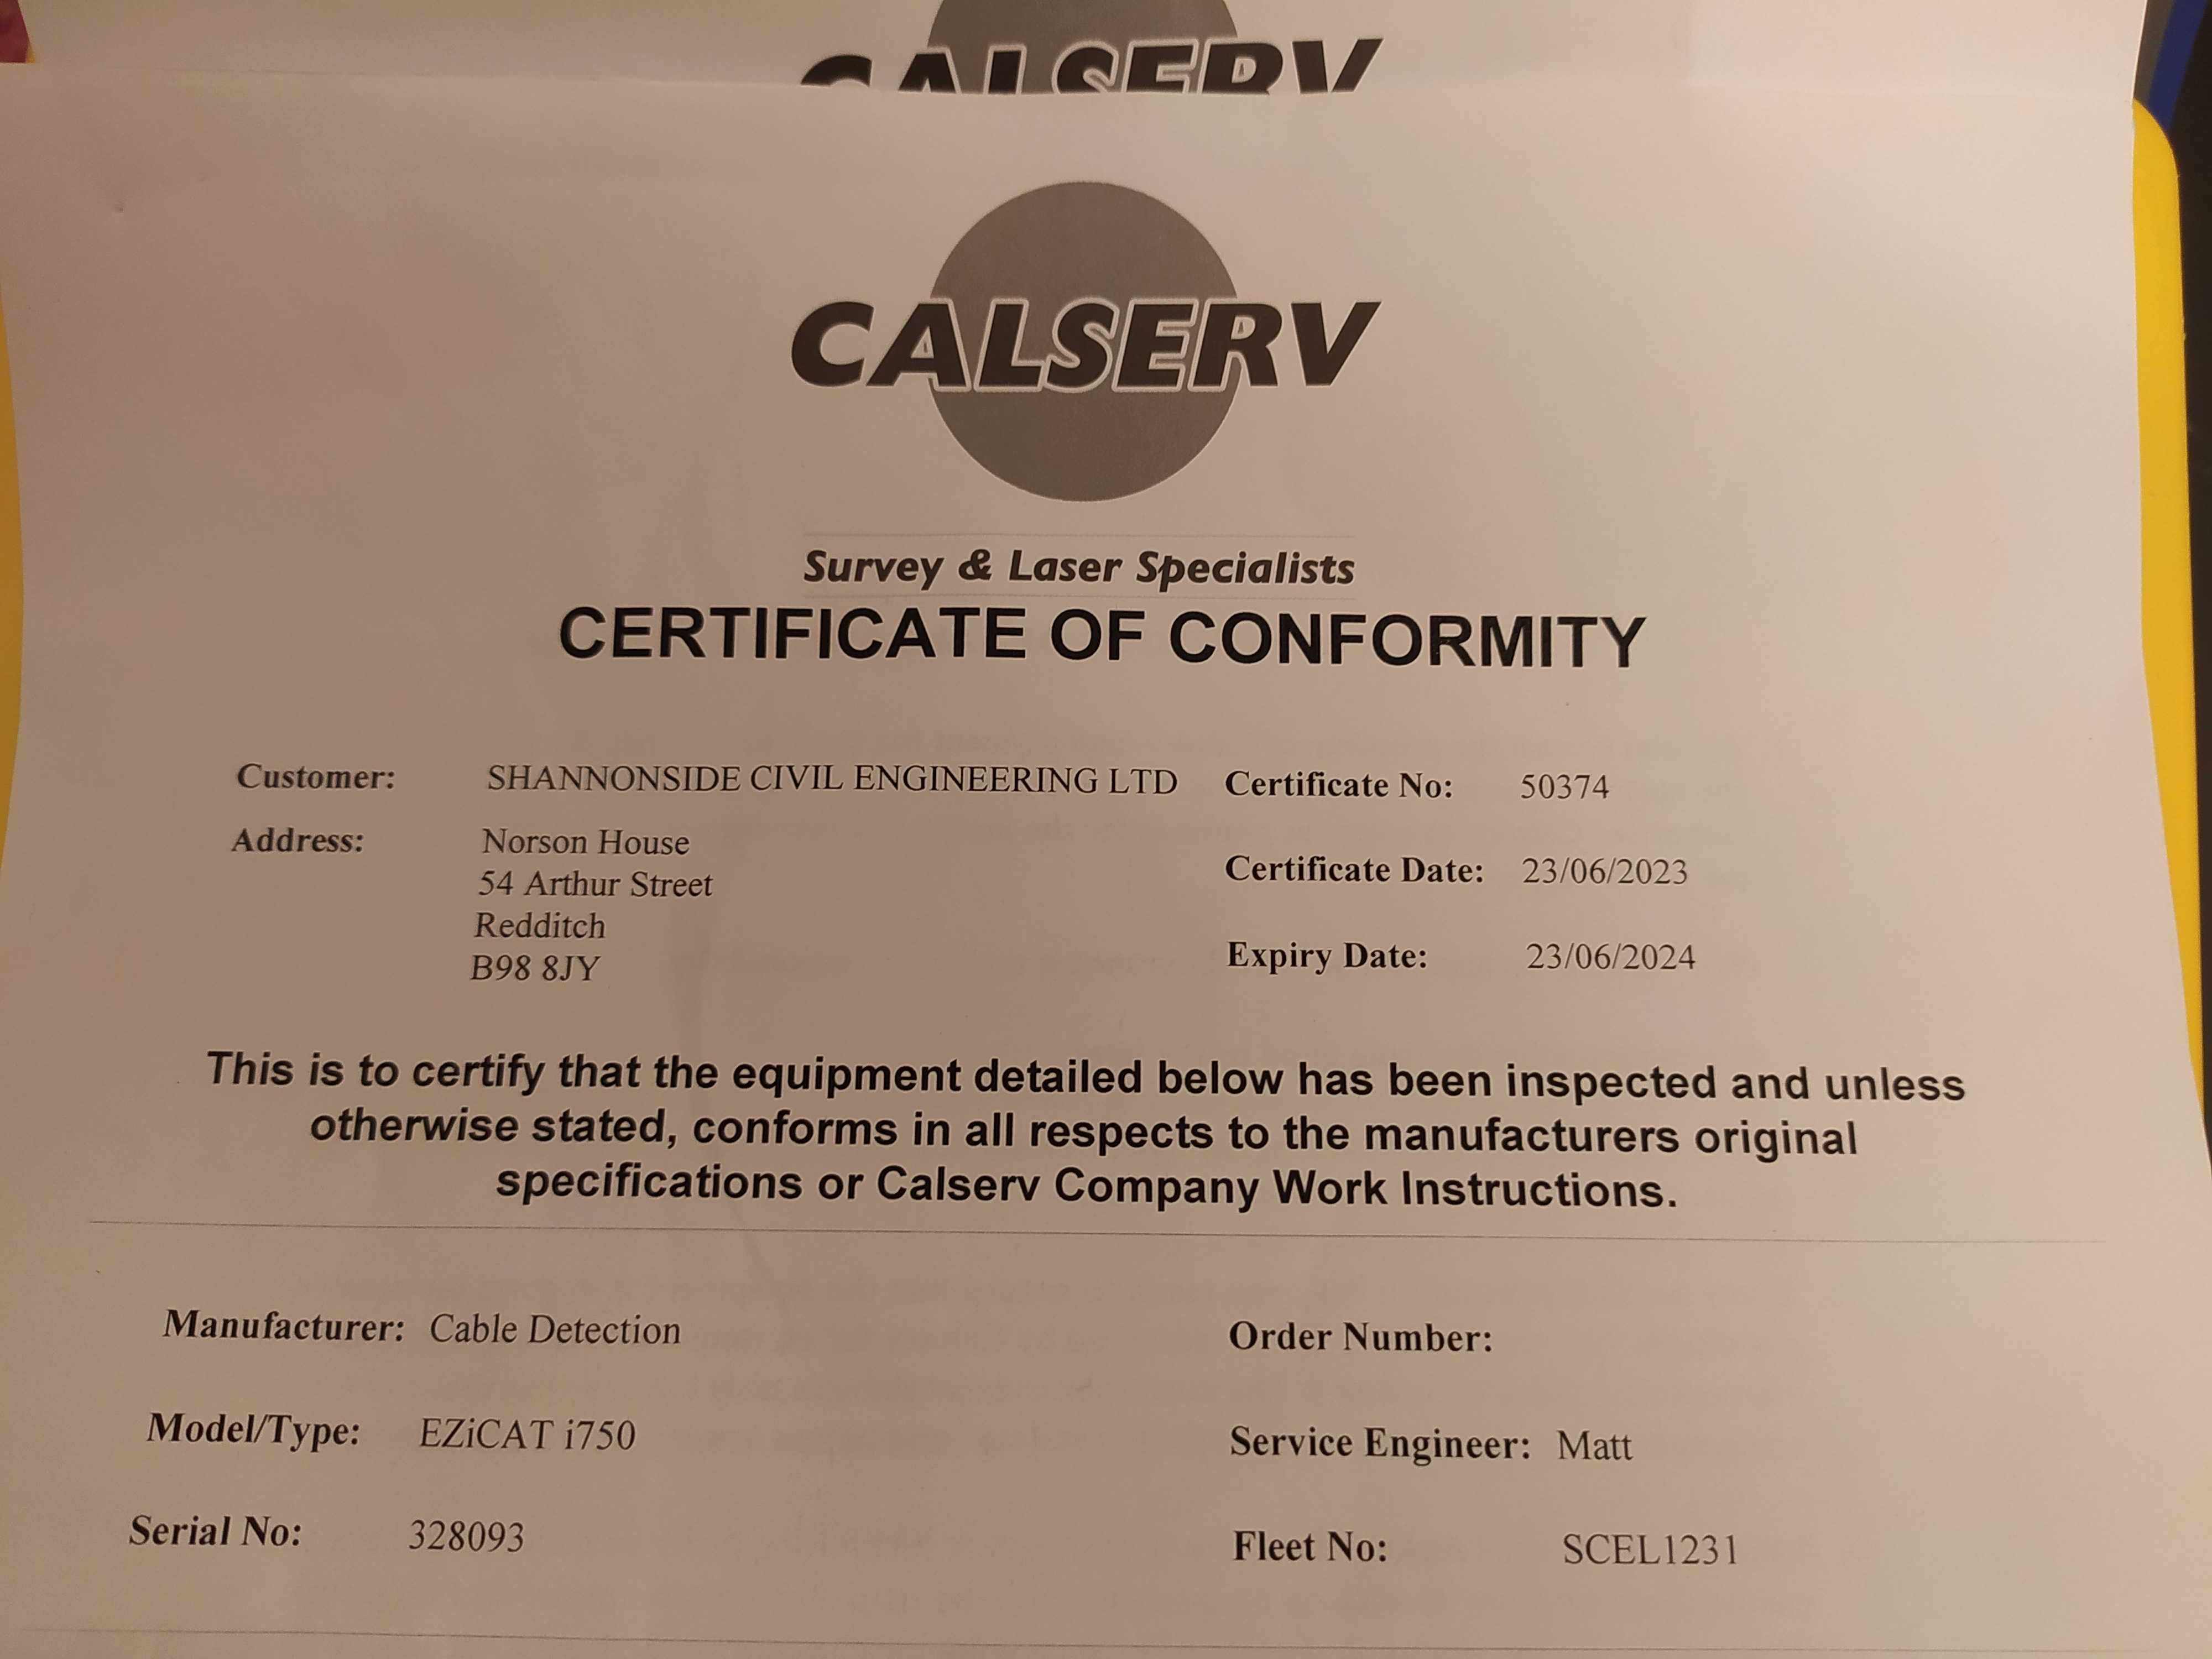 CALSERV
CALSERV
Survey & Laser Specialists
CERTIFICATE OF CONFORMITY
Customer: SHANNONSIDE CIVIL ENGINEERING LTD Certificate No: 50374
Address: Norson House
54 Arthur Street
Certificate Date: 23/06/2023
Redditch
Expiry Date: 23/06/2024
B98 8JY
This is to certify that the equipment detailed below has been inspected and unless
otherwise stated, conforms in all respects to the manufacturers original
specifications or Calserv Company Work Instructions.
Manufacturer: Cable Detection Order Number:
Model/Type: EZiCAT i750 Service Engineer: Matt
Serial No: 328093 Fleet No: SCEL1231